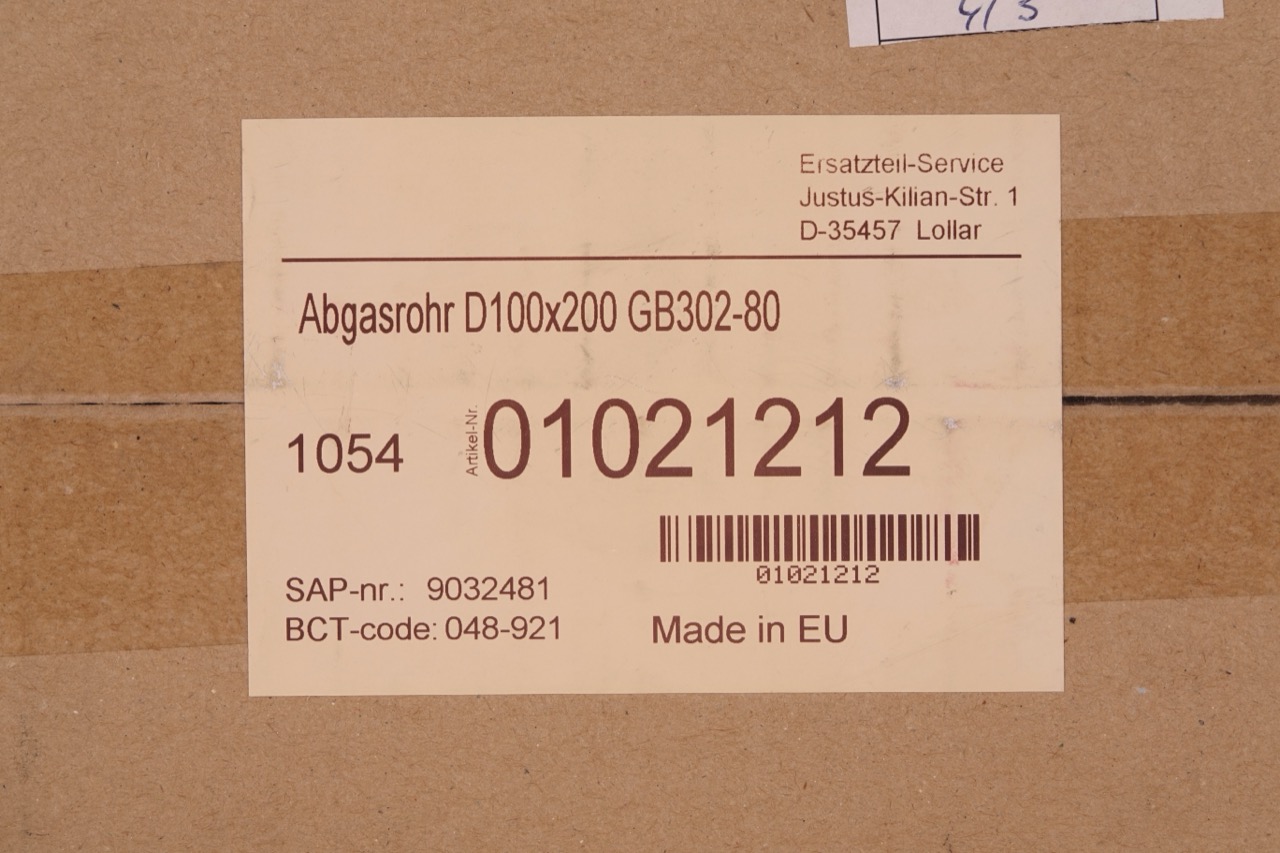 Ersatzteil-Service
Justus-Kilian-Str. 1
D-35457 Lollar
Abgasrohr D100x200 GB302-80
1054
Artikel-Nr.
01021212
01021212
SAP-nr.: 9032481
BCT-code: 048-921
Made in EU